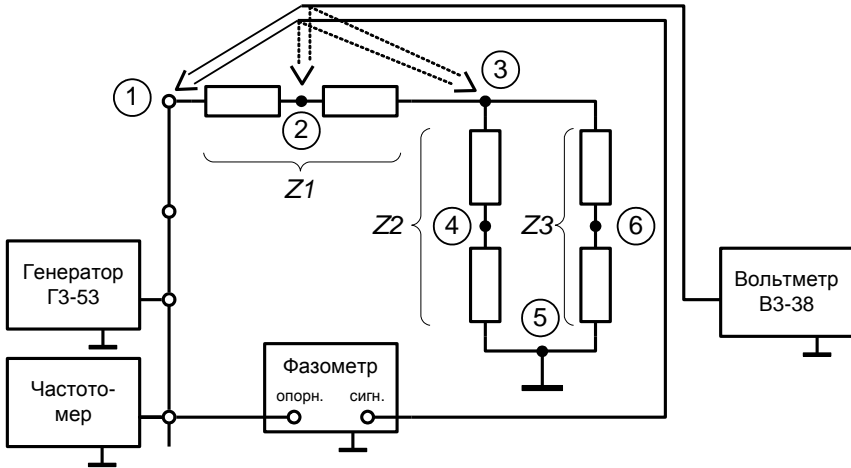 1
2
3
Z1
Z2
4
Z3
6
5
Генератор
Г3-53
Вольтметр
В3-38
Фазометр
опорн.
сигн.
Частото-
мер